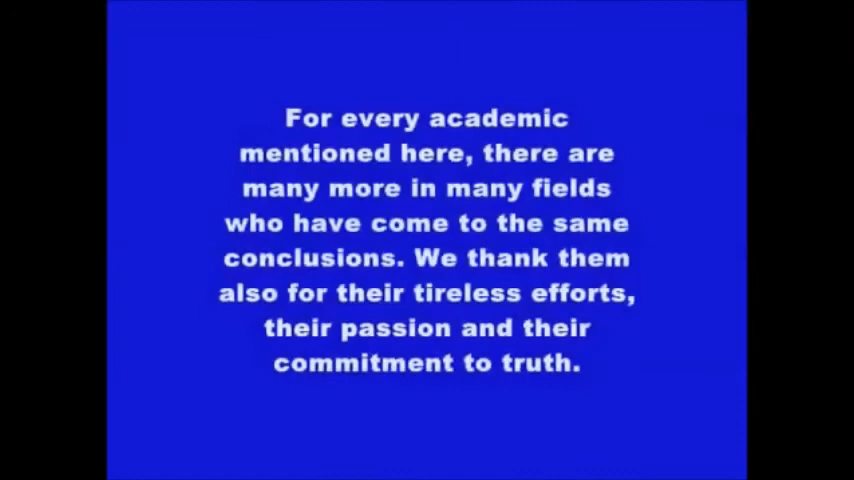 For every academic
mentioned here, there are
many more in many fields
who have come to the same
conclusions. We thank them
also for their tireless efforts,
their passion and their
commitment to truth.